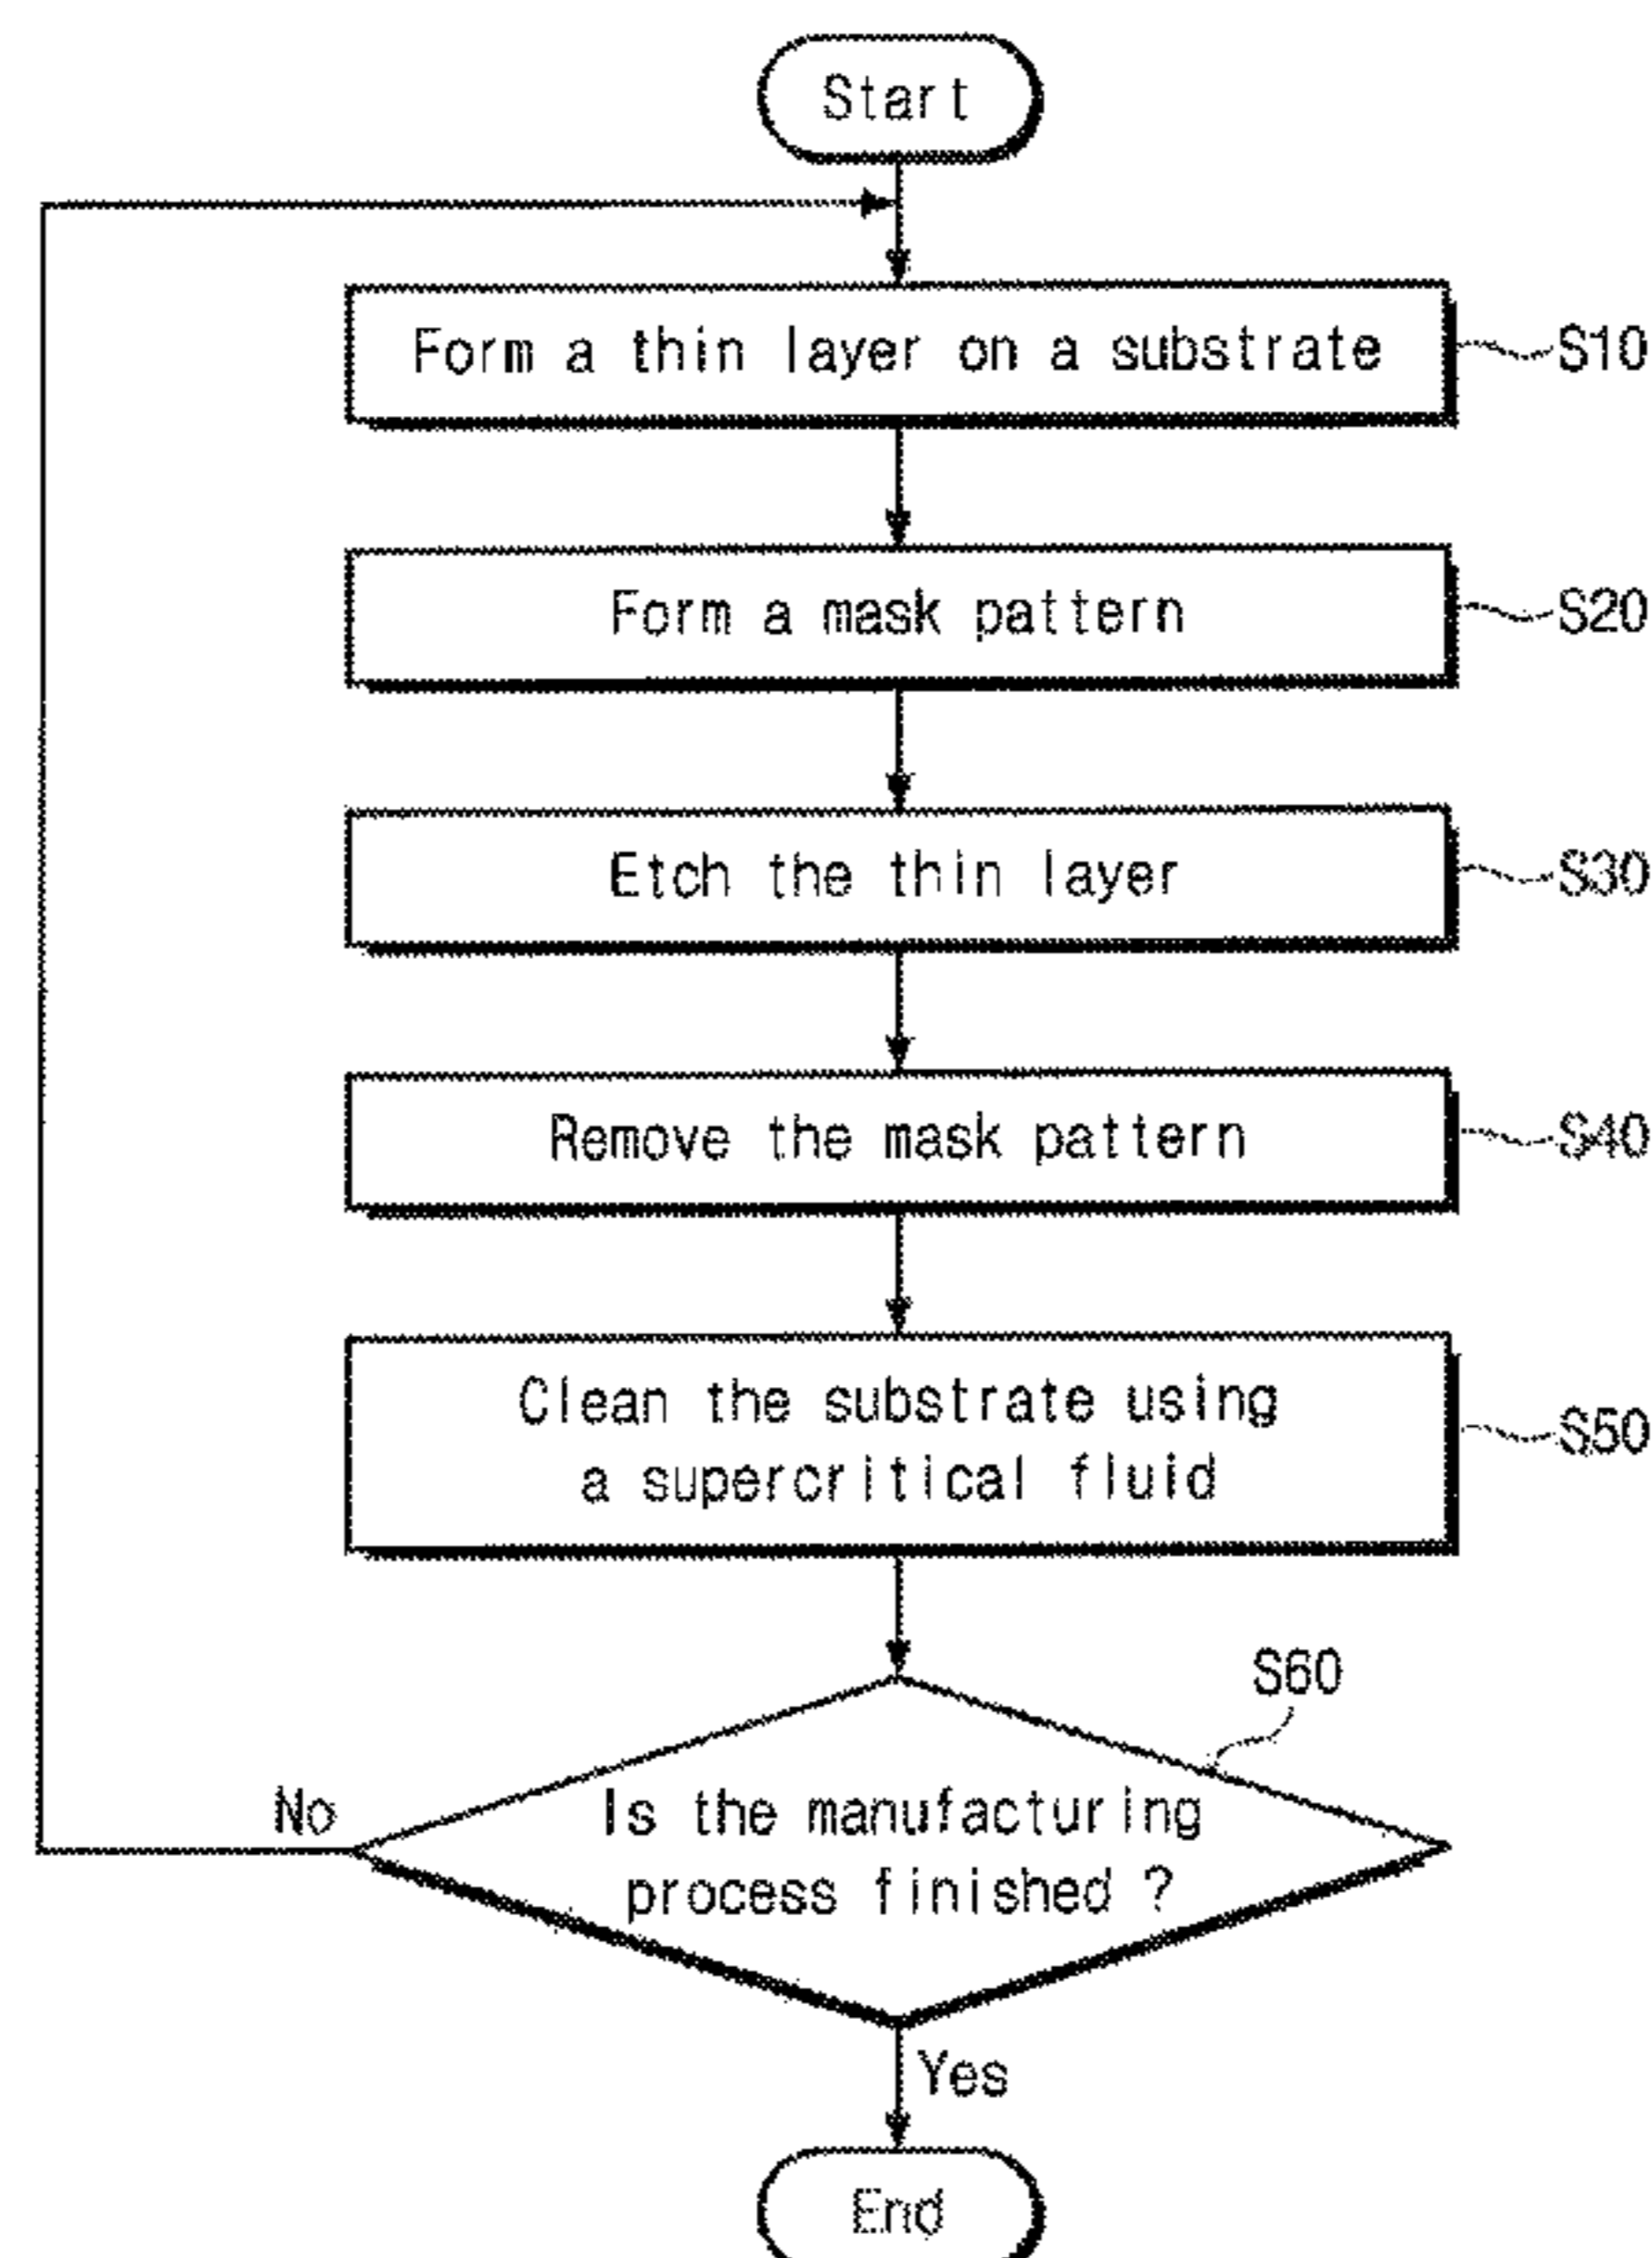 Start
Form a thin layer on a substrate
S10
Form a mask pattern
S20
Etch the thin layer
S30
Remove the mask pattern
S40
Clean the substrate using
a supercritical fluid
S50
S60
No
Is the manufacturing
process finished ?
Yes
End